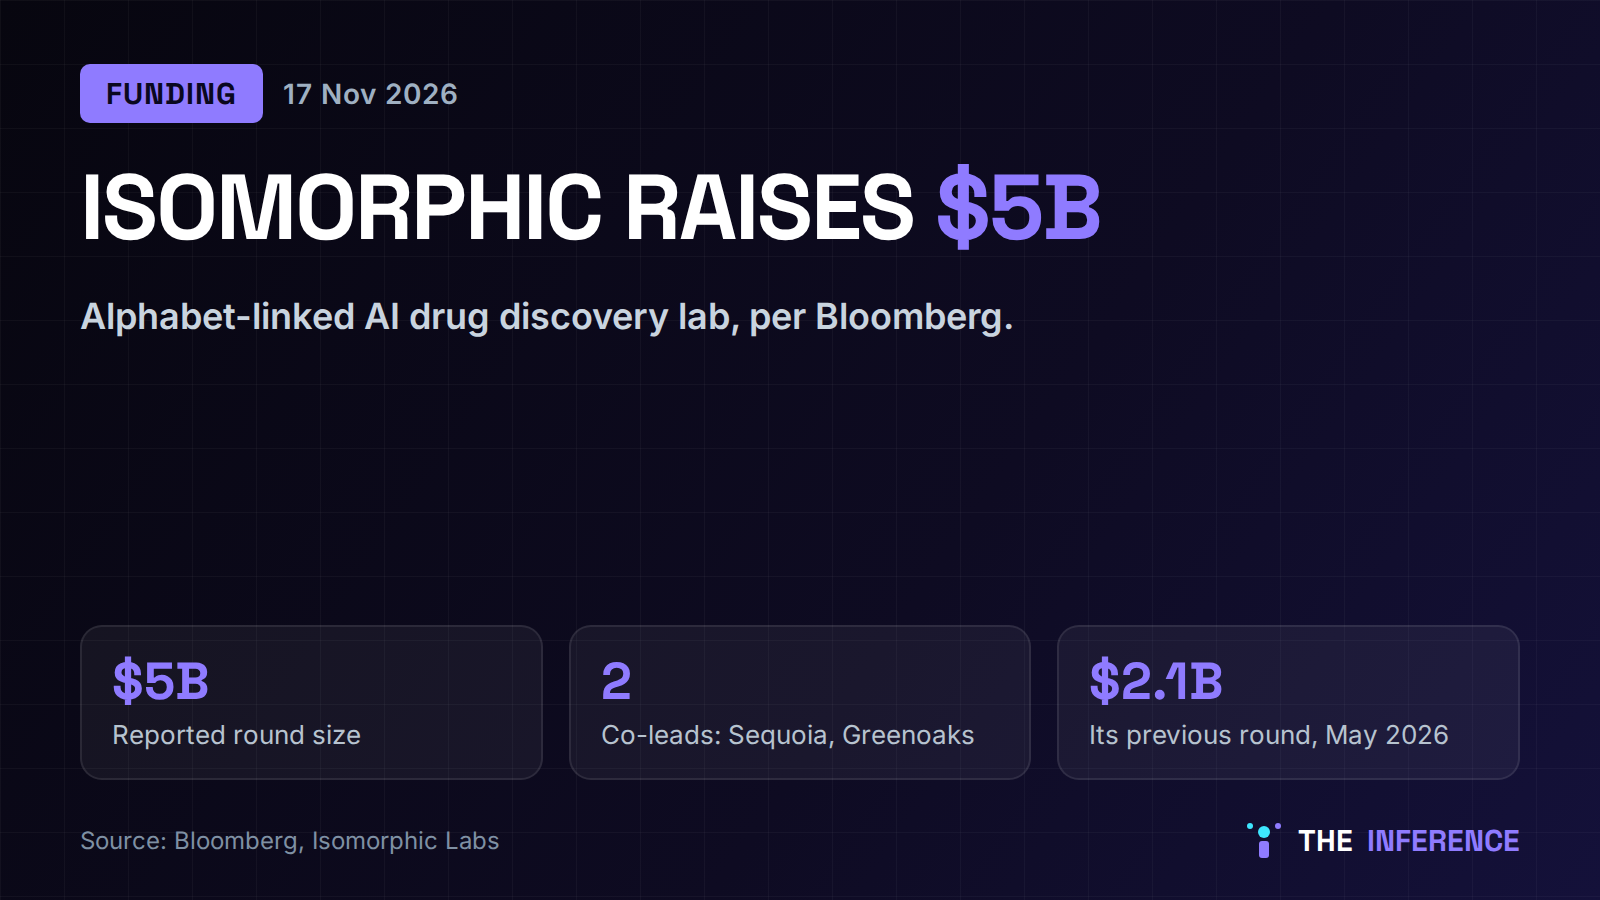 FUNDING
17 Nov 2026
ISOMORPHIC RAISES $5B
Alphabet-linked AI drug discovery lab, per Bloomberg.
$5B
Reported round size
2
Co-leads: Sequoia, Greenoaks
$2.1B
Its previous round, May 2026
Source: Bloomberg, Isomorphic Labs
THE INFERENCE